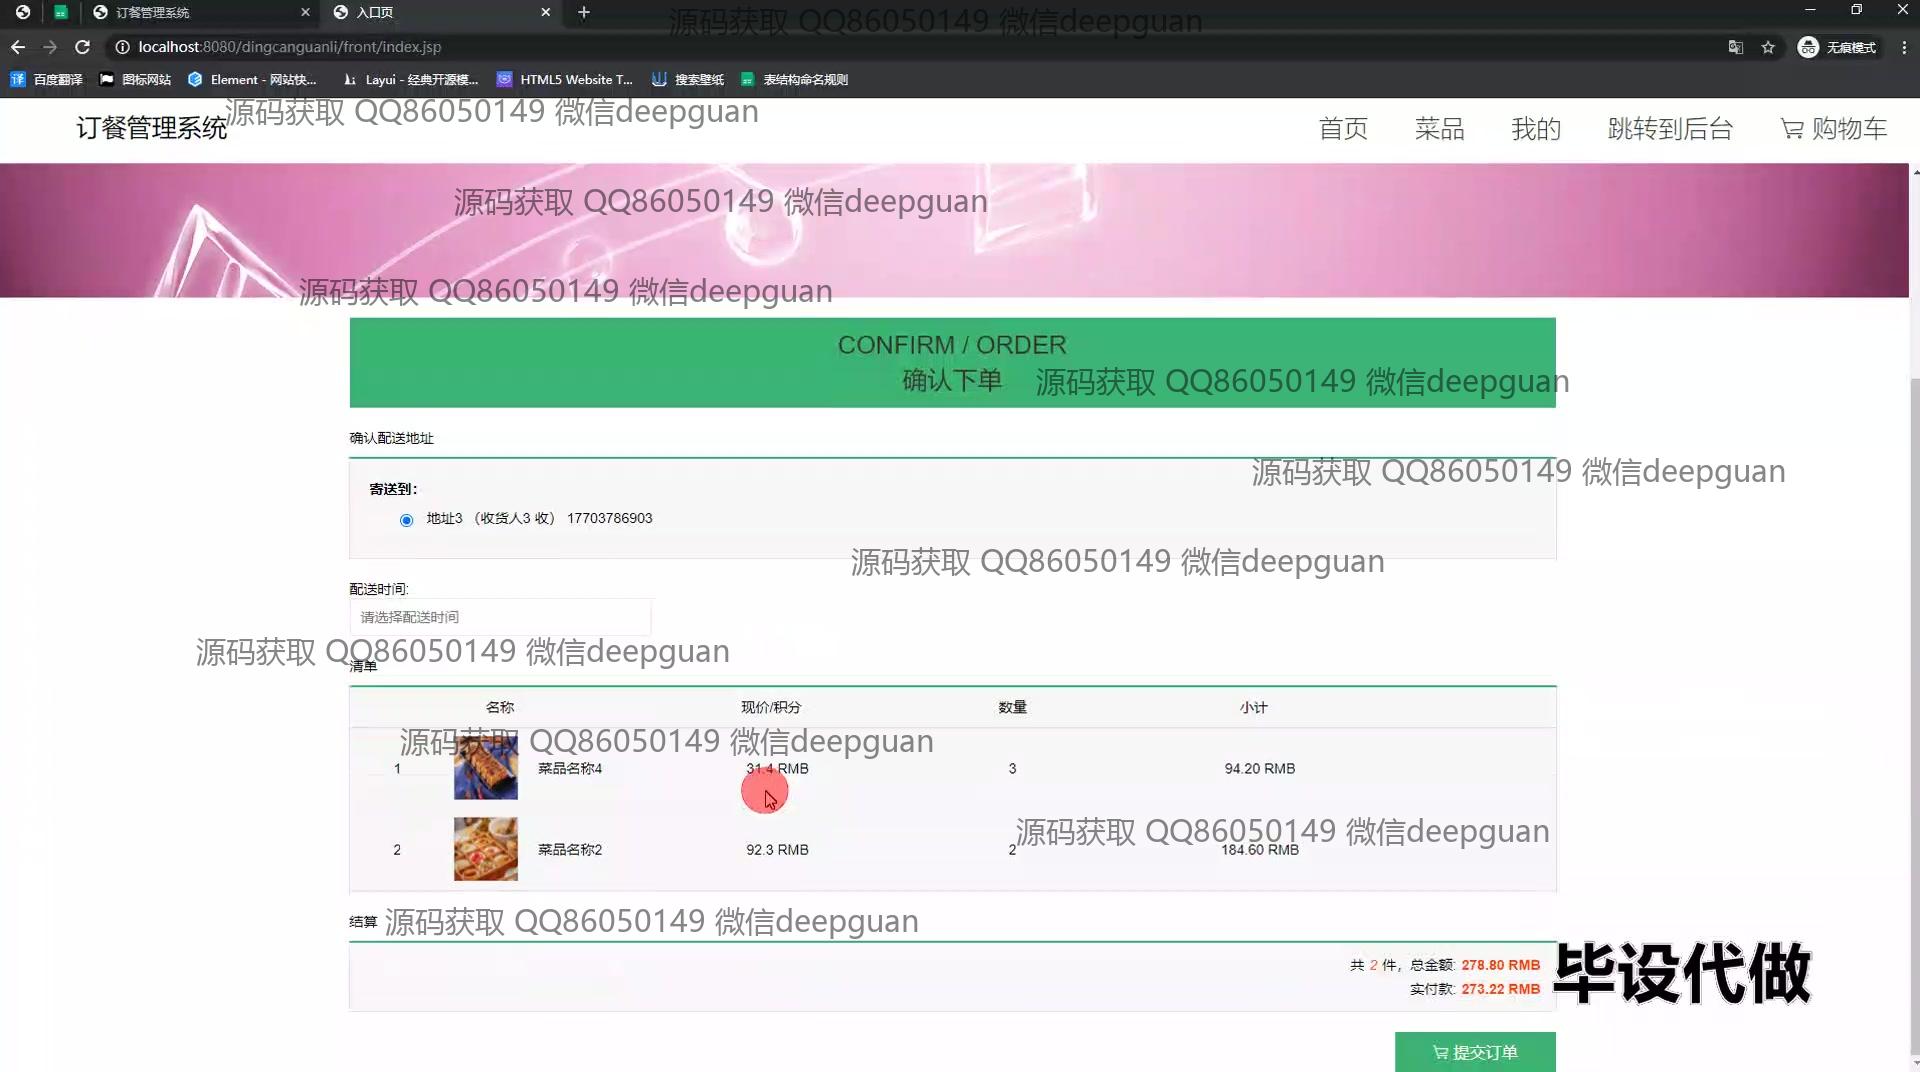 订餐管理系统
入口页
源码获取 QQ86050149 微信deepguan
localhost:8080/dingcanguanli/front/index.jsp
无痕模式
译 百度翻译
图标网站
Element - 网站快...
Layui - 经典开源模...
HTML5 Website T...
搜索壁纸
表结构命名规则
订餐管理系统
源码获取 QQ86050149 微信deepguan
首页
菜品
我的
跳转到后台
购物车
源码获取 QQ86050149 微信deepguan
源码获取 QQ86050149 微信deepguan
CONFIRM / ORDER
确认下单
源码获取 QQ86050149 微信deepguan
确认配送地址
源码获取 QQ86050149 微信deepguan
寄送到：
地址3 （收货人3 收） 17703786903
源码获取 QQ86050149 微信deepguan
配送时间:
请选择配送时间
源码获取 QQ86050149 微信deepguan
清单
名称 现价/积分 数量 小计
源码获取 QQ86050149 微信deepguan
1 菜品名称4 31.4 RMB 3 94.20 RMB
源码获取 QQ86050149 微信deepguan
2 菜品名称2 92.3 RMB 2 184.60 RMB
结算
源码获取 QQ86050149 微信deepguan
共 2 件，总金额: 278.80 RMB
实付款: 273.22 RMB
毕设代做
提交订单